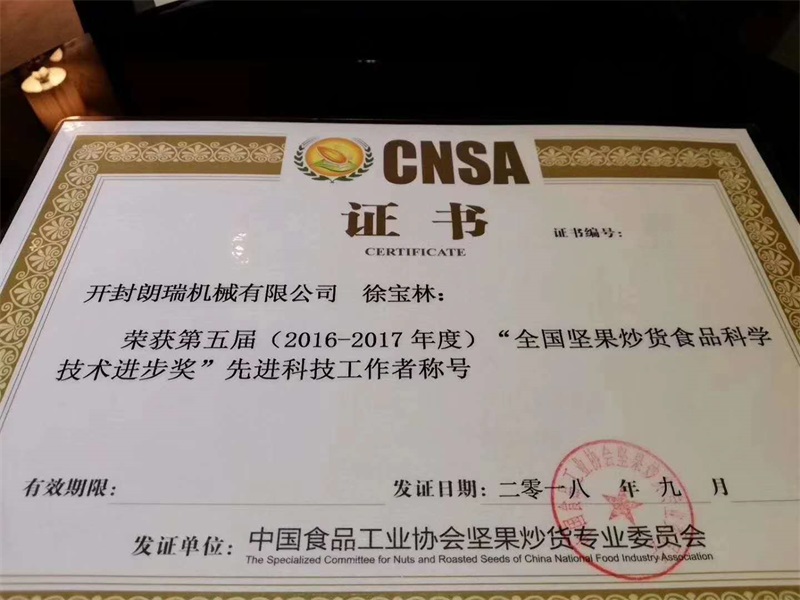 CNSA
证书
CERTIFICATE
证书编号：
开封朗瑞机械有限公司 徐宝林：
荣获第五届（2016-2017 年度）“全国坚果炒货食品科学
技术进步奖”先进科技工作者称号
有效期限：
发证日期：二零一八 年 九 月
发证单位：中国食品工业协会坚果炒货专业委员会
The Specialized Committee for Nuts and Roasted Seeds of China National Food Industry Association